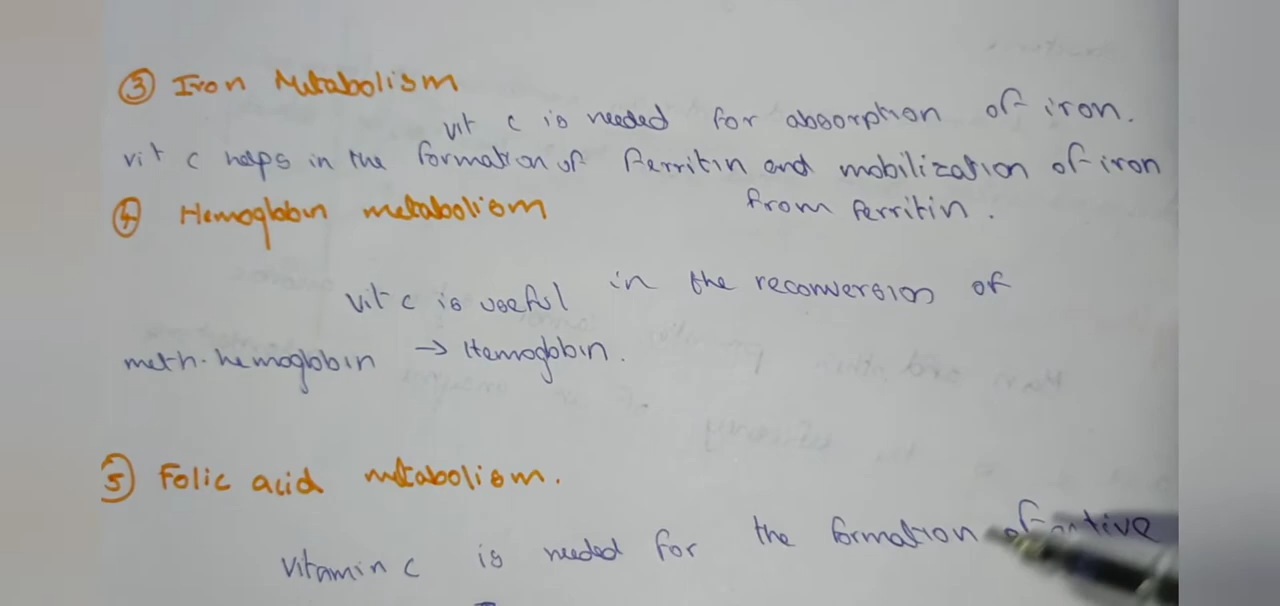 ③ Iron Metabolism
vit c is needed for absorption of iron.
vit c helps in the formation of ferritin and mobilization of iron
from ferritin.
④ Hemoglobin metabolism
vit c is useful in the reconversion of
meth.hemoglobin → Hemoglobin.
⑤ Folic acid metabolism.
vitamin c is needed for the formation of